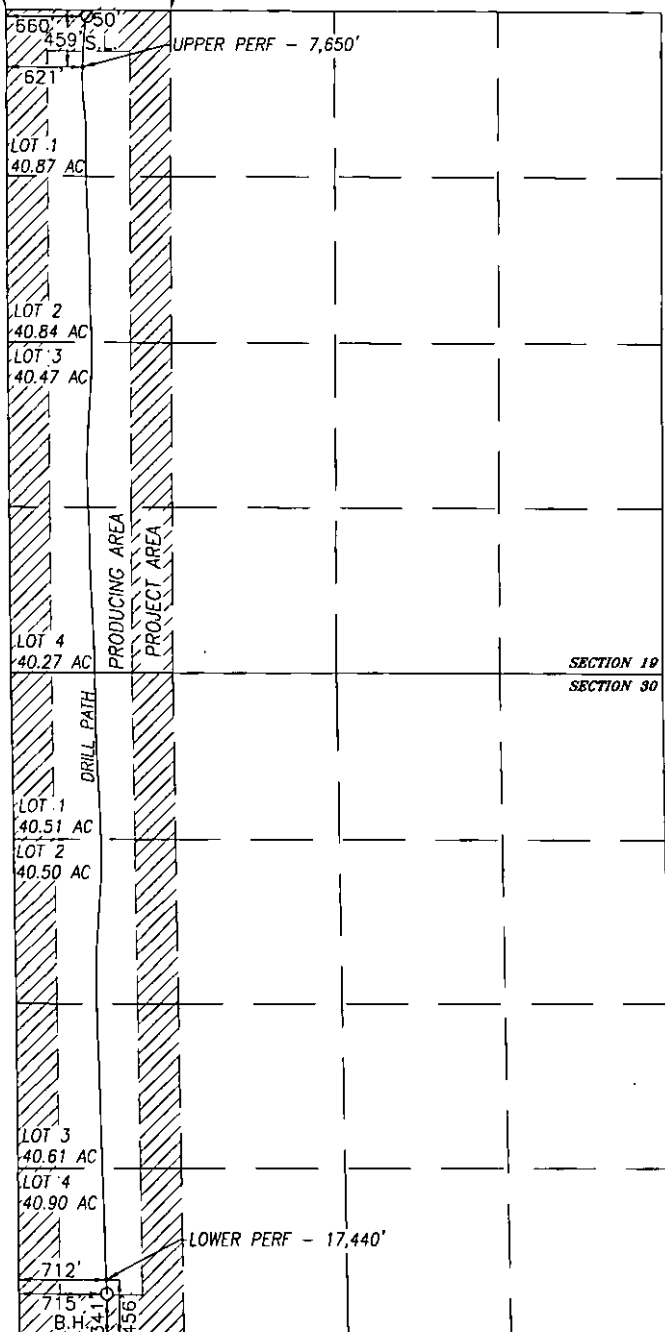 660'
50'
459'
S.L.
UPPER PERF - 7,650'
621'
LOT 1
40.87 AC
LOT 2
40.84 AC
LOT 3
40.47 AC
PRODUCING AREA
PROJECT AREA
LOT 4
40.27 AC
SECTION 19
SECTION 30
DRILL PATH
LOT 1
40.51 AC
LOT 2
40.50 AC
LOT 3
40.61 AC
LOT 4
40.90 AC
LOWER PERF - 17,440'
712'
715'
B.H.
456'